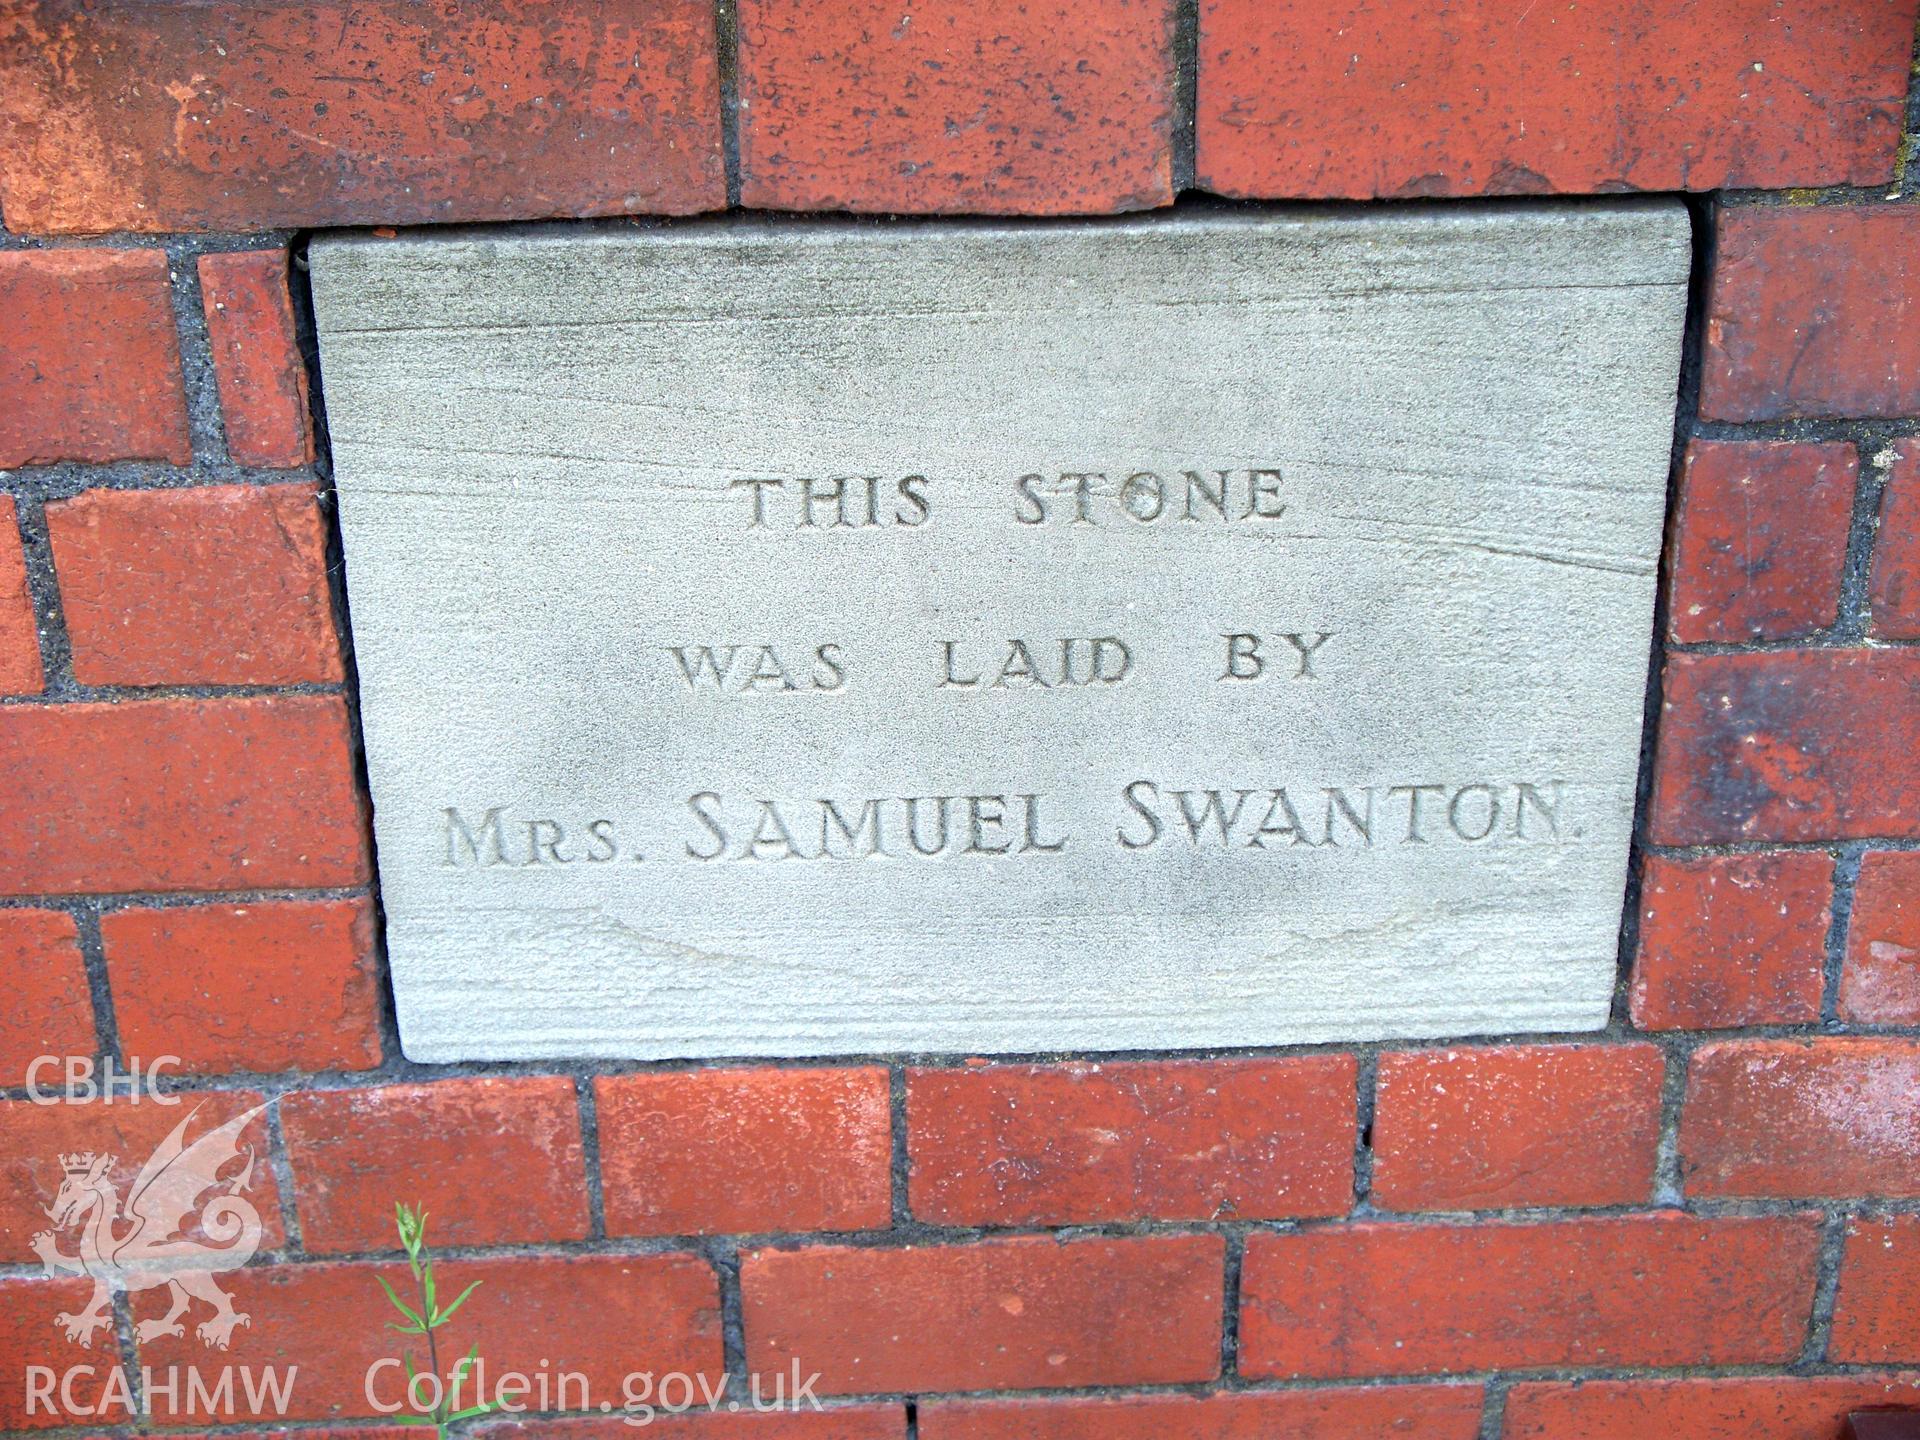 THIS STONE
WAS LAID BY
MRS. SAMUEL SWANTON.
CBHC
RCAHMW
Coflein.gov.uk